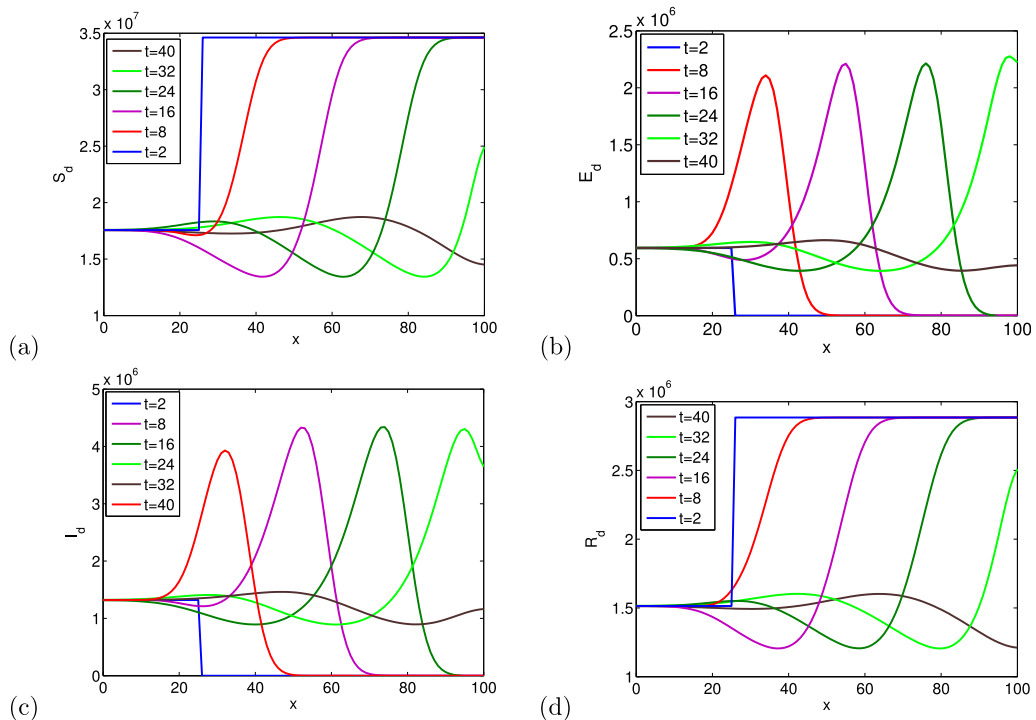 x 10^7
3.5
3
2.5
2
1.5
1
0 20 40 60 80 100
x
S_d
t=40
t=32
t=24
t=16
t=8
t=2
(a)
x 10^6
2.5
2
1.5
1
0.5
0
0 20 40 60 80 100
x
E_d
t=2
t=8
t=16
t=24
t=32
t=40
(b)
x 10^6
5
4
3
2
1
0
0 20 40 60 80 100
x
I_d
t=2
t=8
t=16
t=24
t=32
t=40
(c)
x 10^6
3
2.5
2
1.5
1
0 20 40 60 80 100
x
R_d
t=40
t=32
t=24
t=16
t=8
t=2
(d)